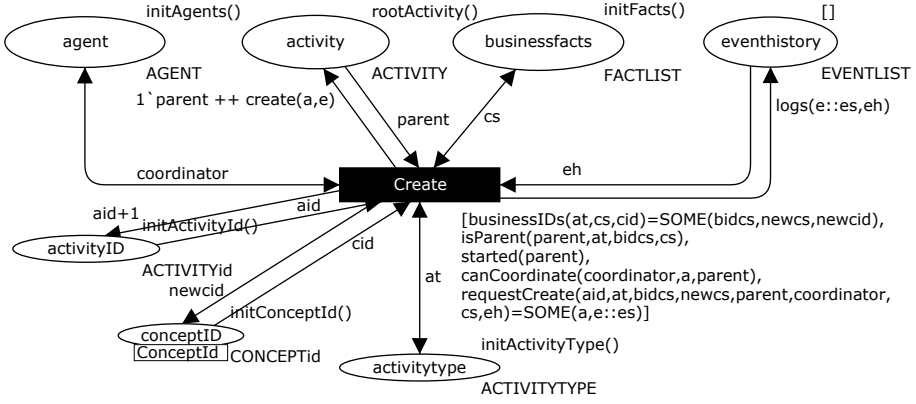 initAgents()
rootActivity()
initFacts()
[]
agent
activity
businessfacts
eventhistory
AGENT
ACTIVITY
FACTLIST
EVENTLIST
1`parent ++ create(a,e)
logs(e::es,eh)
parent
cs
coordinator
eh
Create
aid
aid+1
initActivityId()
activityID
cid
[businessIDs(at,cs,cid)=SOME(bidcs,newcs,newcid),
isParent(parent,at,bidcs,cs),
started(parent),
canCoordinate(coordinator,a,parent),
requestCreate(aid,at,bidcs,newcs,parent,coordinator,
cs,eh)=SOME(a,e::es)]
ACTIVITYid
at
newcid
initConceptId()
conceptID
ConceptId
CONCEPTid
initActivityType()
activitytype
ACTIVITYTYPE